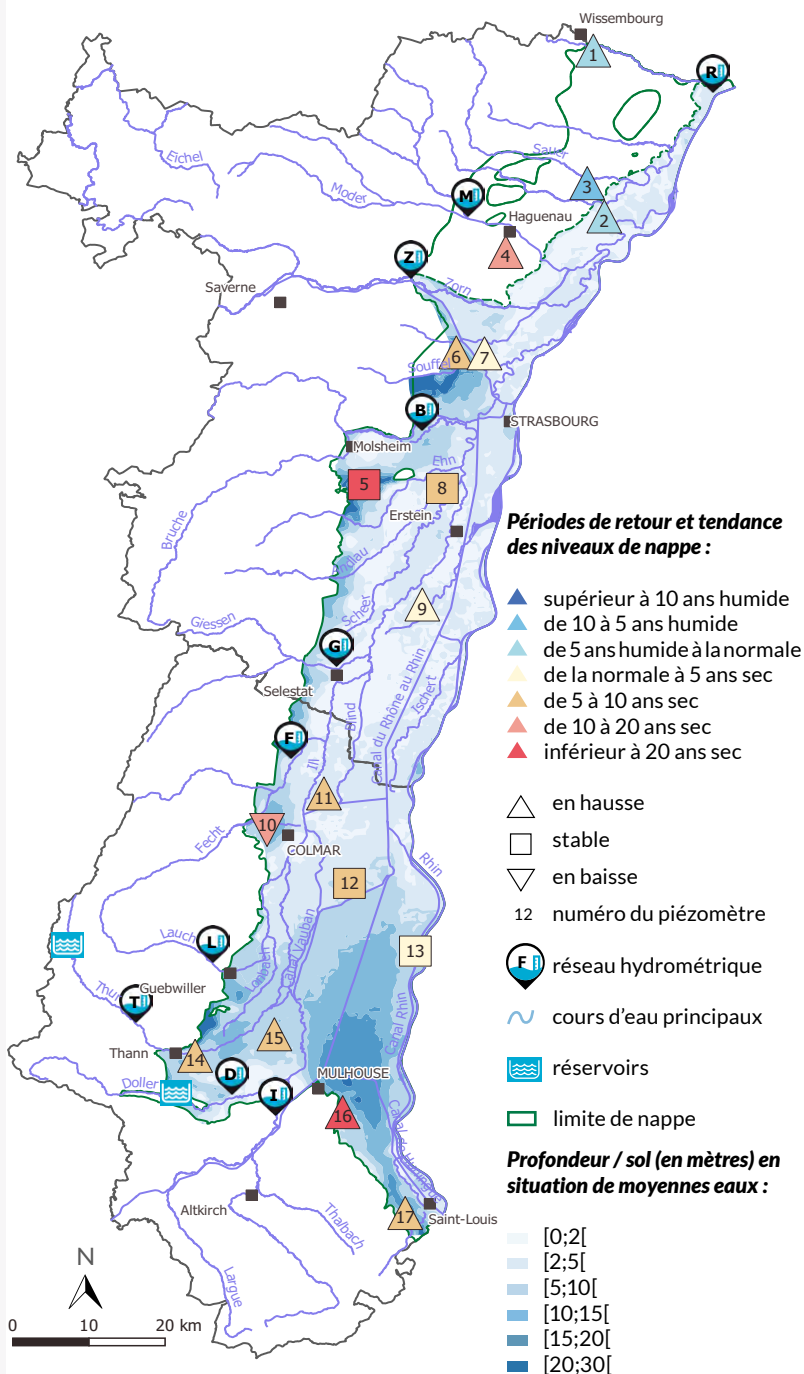 Wissembourg
1
R
Eichel
Sauer
Moder
M
3
Haguenau
2
4
Z
Zorn
Saverne
6
7
Souffel
B
STRASBOURG
Molsheim
Ehn
5
8
Erstein
Bruche
Andlau
9
Giessen
Scheer
G
Selestat
Blind
Canal du Rhône au Rhin
Ischert
F
Ill
11
10
Fecht
COLMAR
Rhin
12
Lauch
L
Canal Vauban
13
Guebwiller
Thur
T
Canal Rhin
15
Thann
14
MULHOUSE
Doller
D
I
16
Canal de Huningue
Altkirch
Thalbach
17
Saint-Louis
Largue
N
0 10 20 km
Périodes de retour et tendance
des niveaux de nappe :
supérieur à 10 ans humide
de 10 à 5 ans humide
de 5 ans humide à la normale
de la normale à 5 ans sec
de 5 à 10 ans sec
de 10 à 20 ans sec
inférieur à 20 ans sec
en hausse
stable
en baisse
12 numéro du piézomètre
F réseau hydrométrique
cours d'eau principaux
réservoirs
limite de nappe
Profondeur / sol (en mètres) en
situation de moyennes eaux :
[0;2[
[2;5[
[5;10[
[10;15[
[15;20[
[20;30[